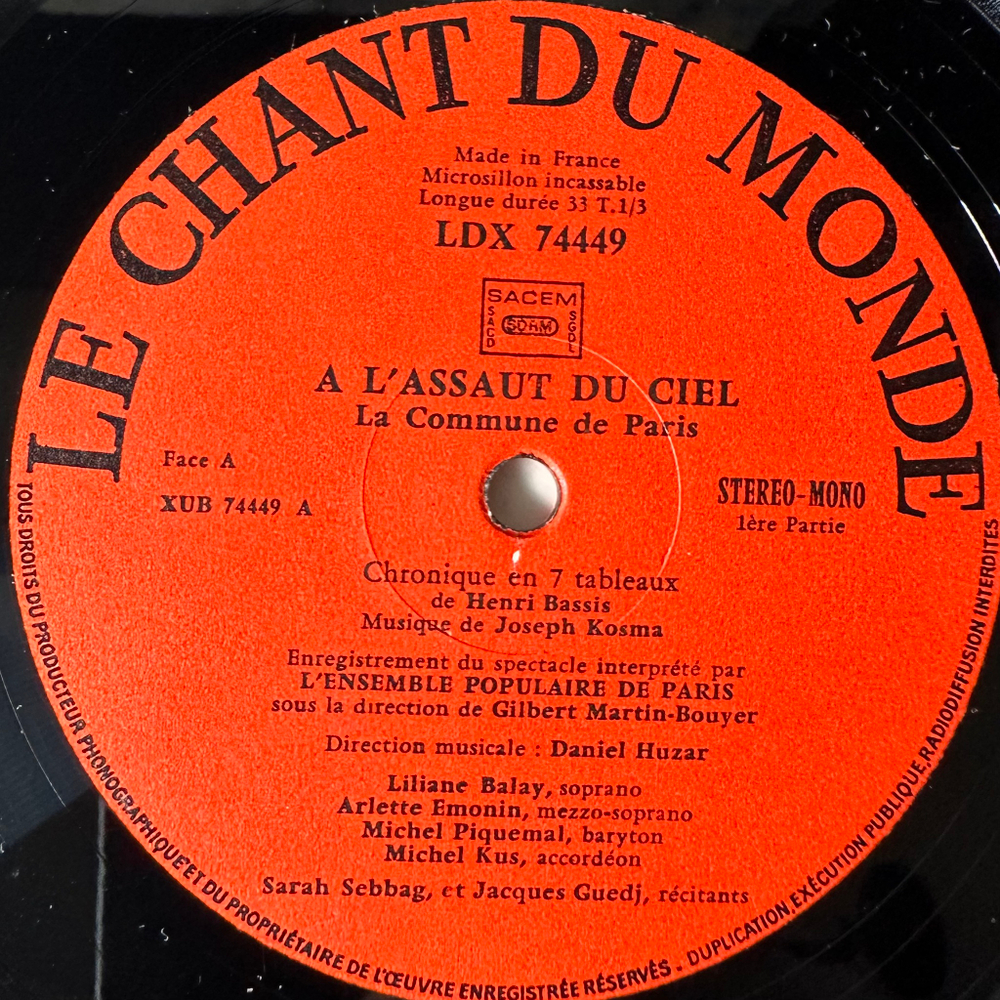 LE CHANT DU MONDE
Made in France
Microsillon incassable
Longue durée 33 T.1/3
LDX 74449
SACEM
SACD
SDRM
SGDL
A L'ASSAUT DU CIEL
La Commune de Paris
Face A
XUB 74449 A
STEREO-MONO
1ère Partie
Chronique en 7 tableaux
de Henri Bassis
Musique de Joseph Kosma
Enregistrement du spectacle interprété par
L'ENSEMBLE POPULAIRE DE PARIS
sous la direction de Gilbert Martin-Bouyer
Direction musicale : Daniel Huzar
Liliane Balay, soprano
Arlette Emonin, mezzo-soprano
Michel Piquemal, baryton
Michel Kus, accordéon
Sarah Sebbag, et Jacques Guedj, récitants
TOUS DROITS DU PRODUCTEUR PHONOGRAPHIQUE ET DU PROPRIÉTAIRE DE L'ŒUVRE ENREGISTRÉE RÉSERVÉS - DUPLICATION, EXÉCUTION PUBLIQUE, RADIODIFFUSION INTERDITES